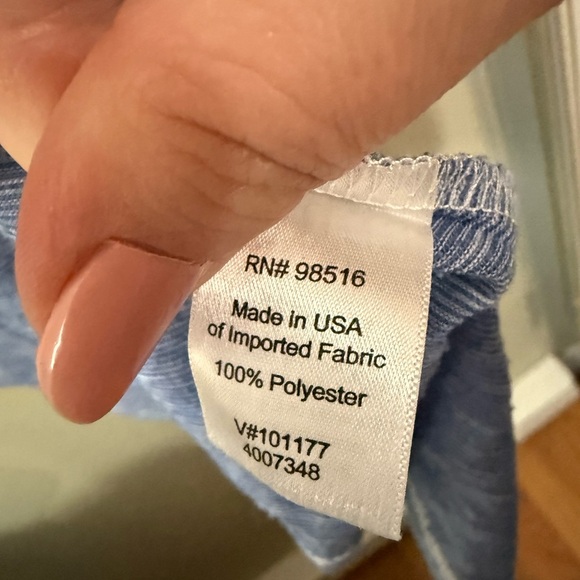 RN# 98516
Made in USA
of Imported Fabric
100% Polyester
V#101177
4007348